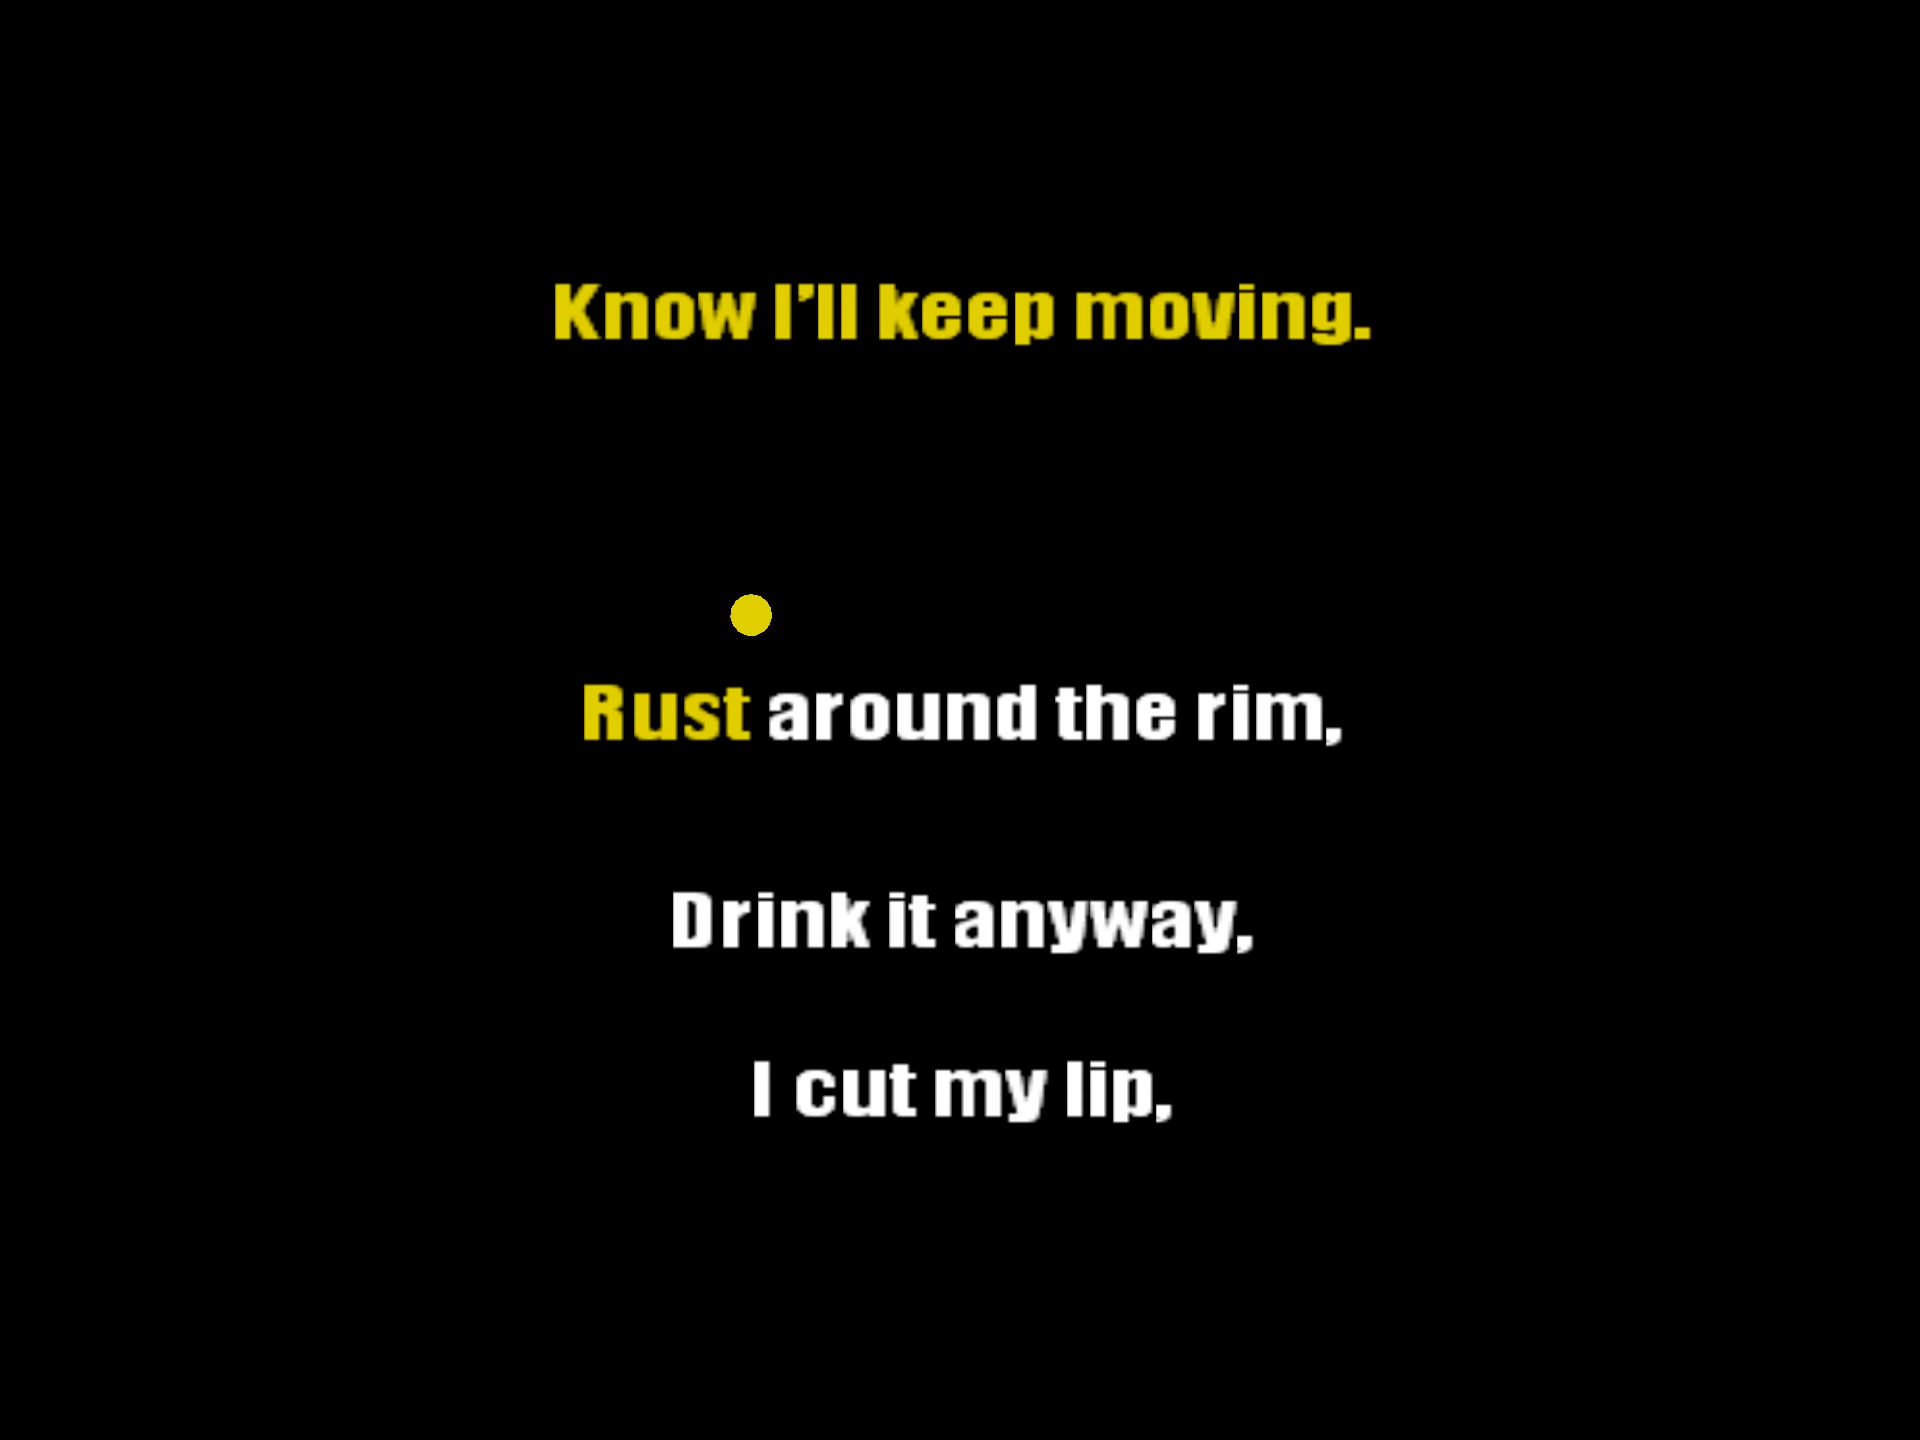 Know I’ll keep moving.
Rust around the rim,
Drink it anyway,
I cut my lip,